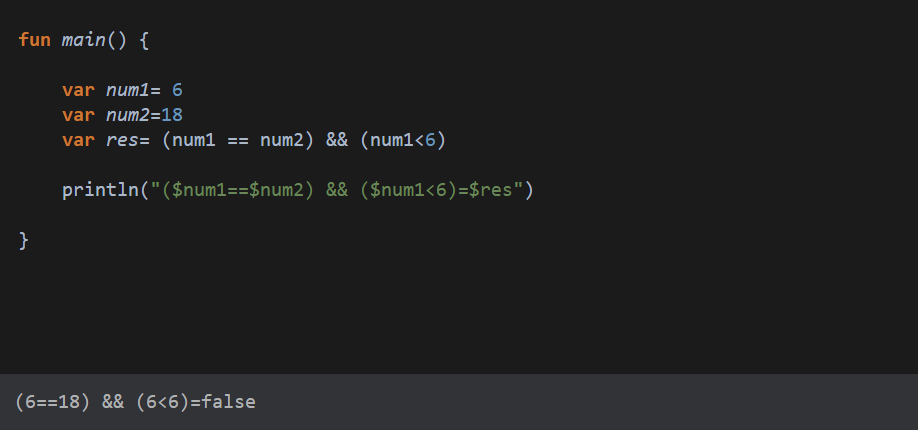 fun main() {
var num1= 6
var num2=18
var res= (num1 == num2) && (num1<6)
println("($num1==$num2) && ($num1<6)=$res")
}
(6==18) && (6<6)=false